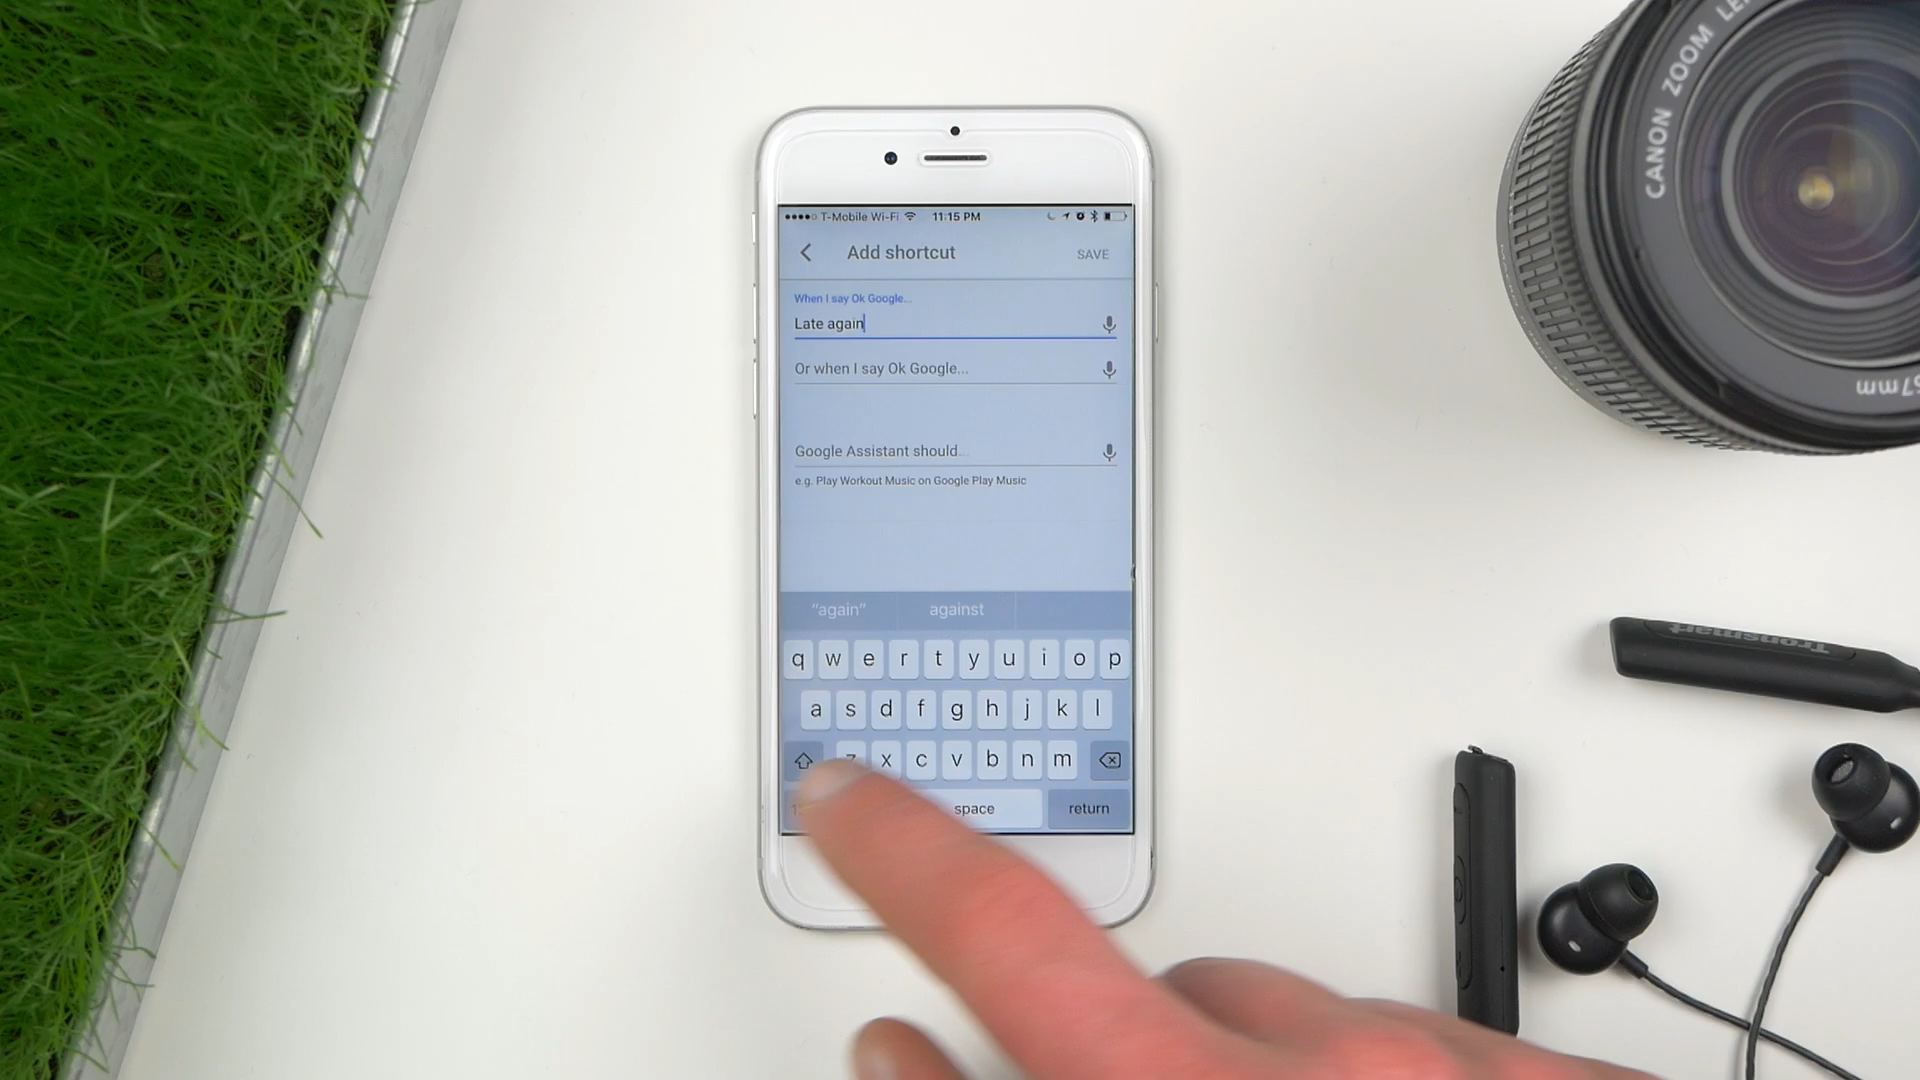 T-Mobile Wi-Fi 11:15 PM
Add shortcut SAVE
When I say Ok Google...
Late again
Or when I say Ok Google...
Google Assistant should...
e.g. Play Workout Music on Google Play Music
“again” against
q w e r t y u i o p
a s d f g h j k l
z x c v b n m
space return
CANON ZOOM
67mm
Tronsmart